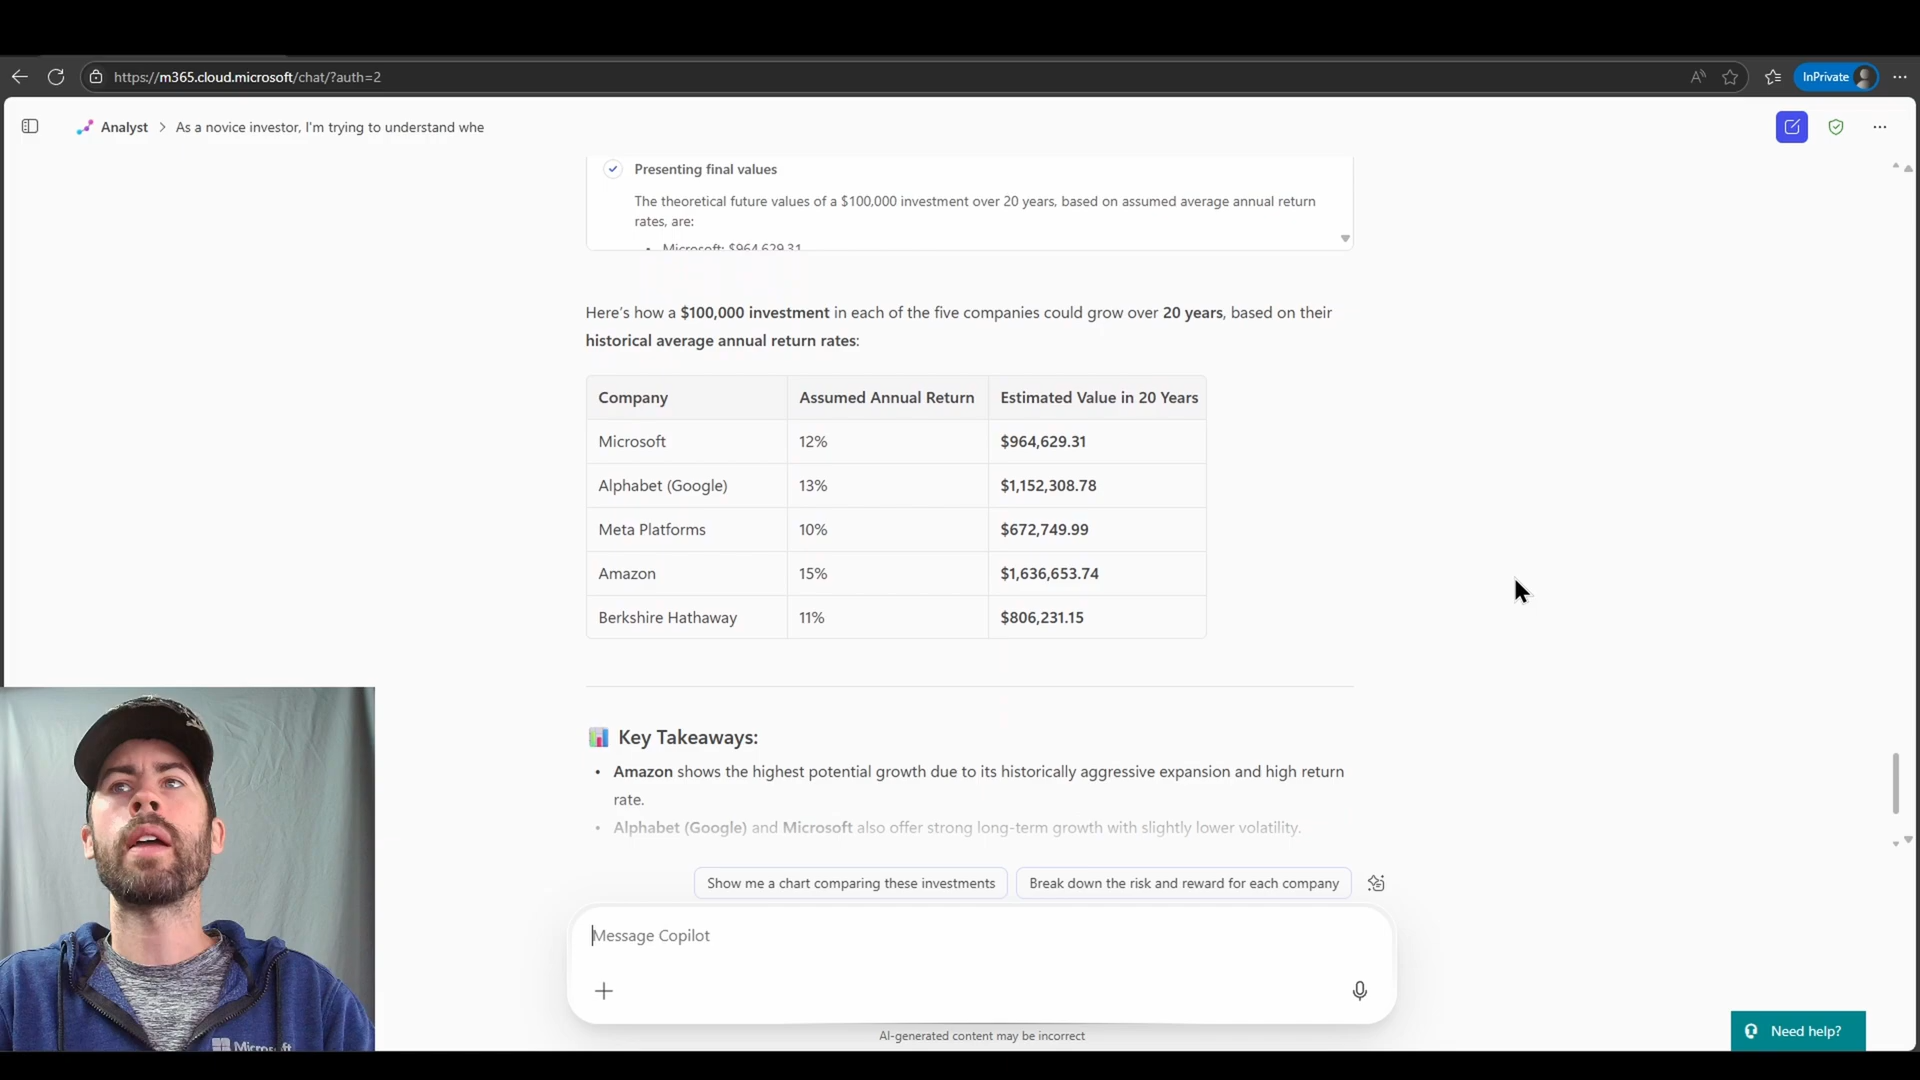 https://m365.cloud.microsoft/chat/?auth=2
InPrivate
Analyst > As a novice investor, I'm trying to understand whe
Presenting final values
The theoretical future values of a $100,000 investment over 20 years, based on assumed average annual return
rates, are:
• Microsoft: $964,629.31
Here's how a $100,000 investment in each of the five companies could grow over 20 years, based on their
historical average annual return rates:
Company Assumed Annual Return Estimated Value in 20 Years
Microsoft 12% $964,629.31
Alphabet (Google) 13% $1,152,308.78
Meta Platforms 10% $672,749.99
Amazon 15% $1,636,653.74
Berkshire Hathaway 11% $806,231.15
Key Takeaways:
• Amazon shows the highest potential growth due to its historically aggressive expansion and high return
rate.
• Alphabet (Google) and Microsoft also offer strong long-term growth with slightly lower volatility.
Show me a chart comparing these investments
Break down the risk and reward for each company
Message Copilot
AI-generated content may be incorrect
Need help?
Microsoft